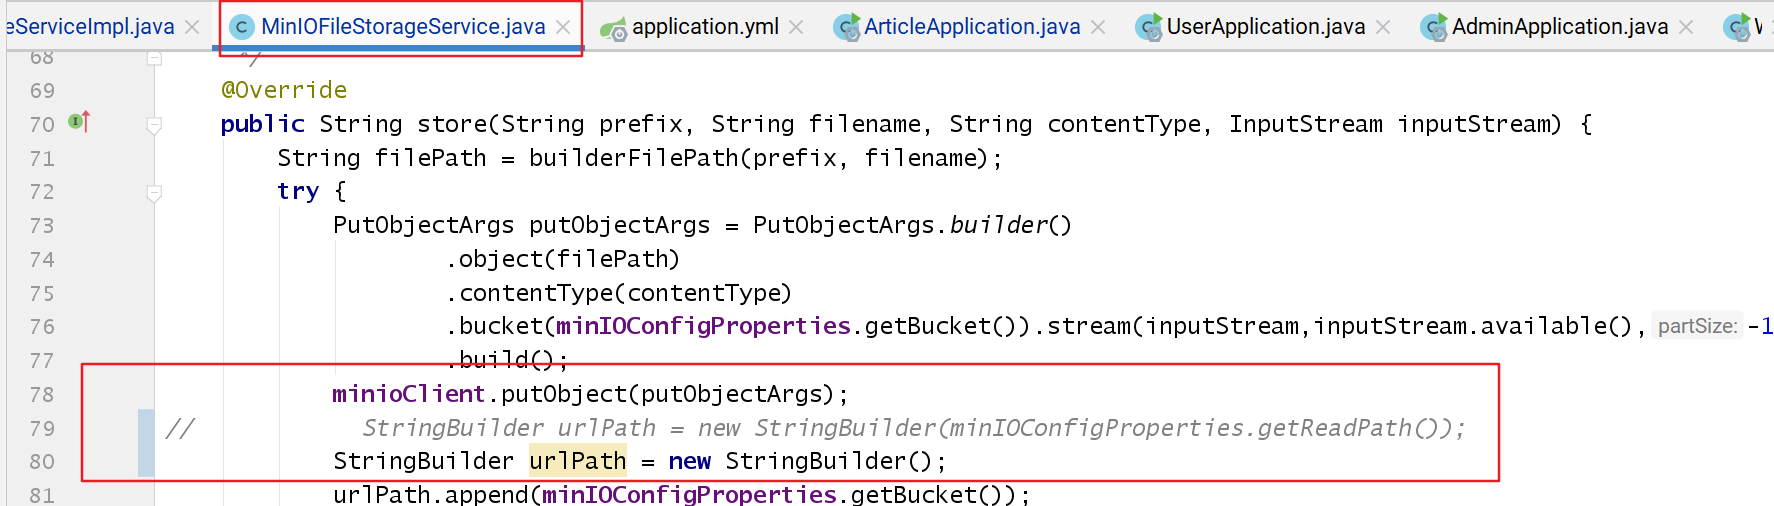 eServiceImpl.java MinIOFileStorageService.java application.yml ArticleApplication.java UserApplication.java AdminApplication.java
68 */
69 @Override
70 public String store(String prefix, String filename, String contentType, InputStream inputStream) {
71 String filePath = builderFilePath(prefix, filename);
72 try {
73 PutObjectArgs putObjectArgs = PutObjectArgs.builder()
74 .object(filePath)
75 .contentType(contentType)
76 .bucket(minIOConfigProperties.getBucket()).stream(inputStream,inputStream.available(), partSize: -1
77 .build();
78 minioClient.putObject(putObjectArgs);
79 // StringBuilder urlPath = new StringBuilder(minIOConfigProperties.getReadPath());
80 StringBuilder urlPath = new StringBuilder();
81 urlPath.append(minIOConfigProperties.getBucket());